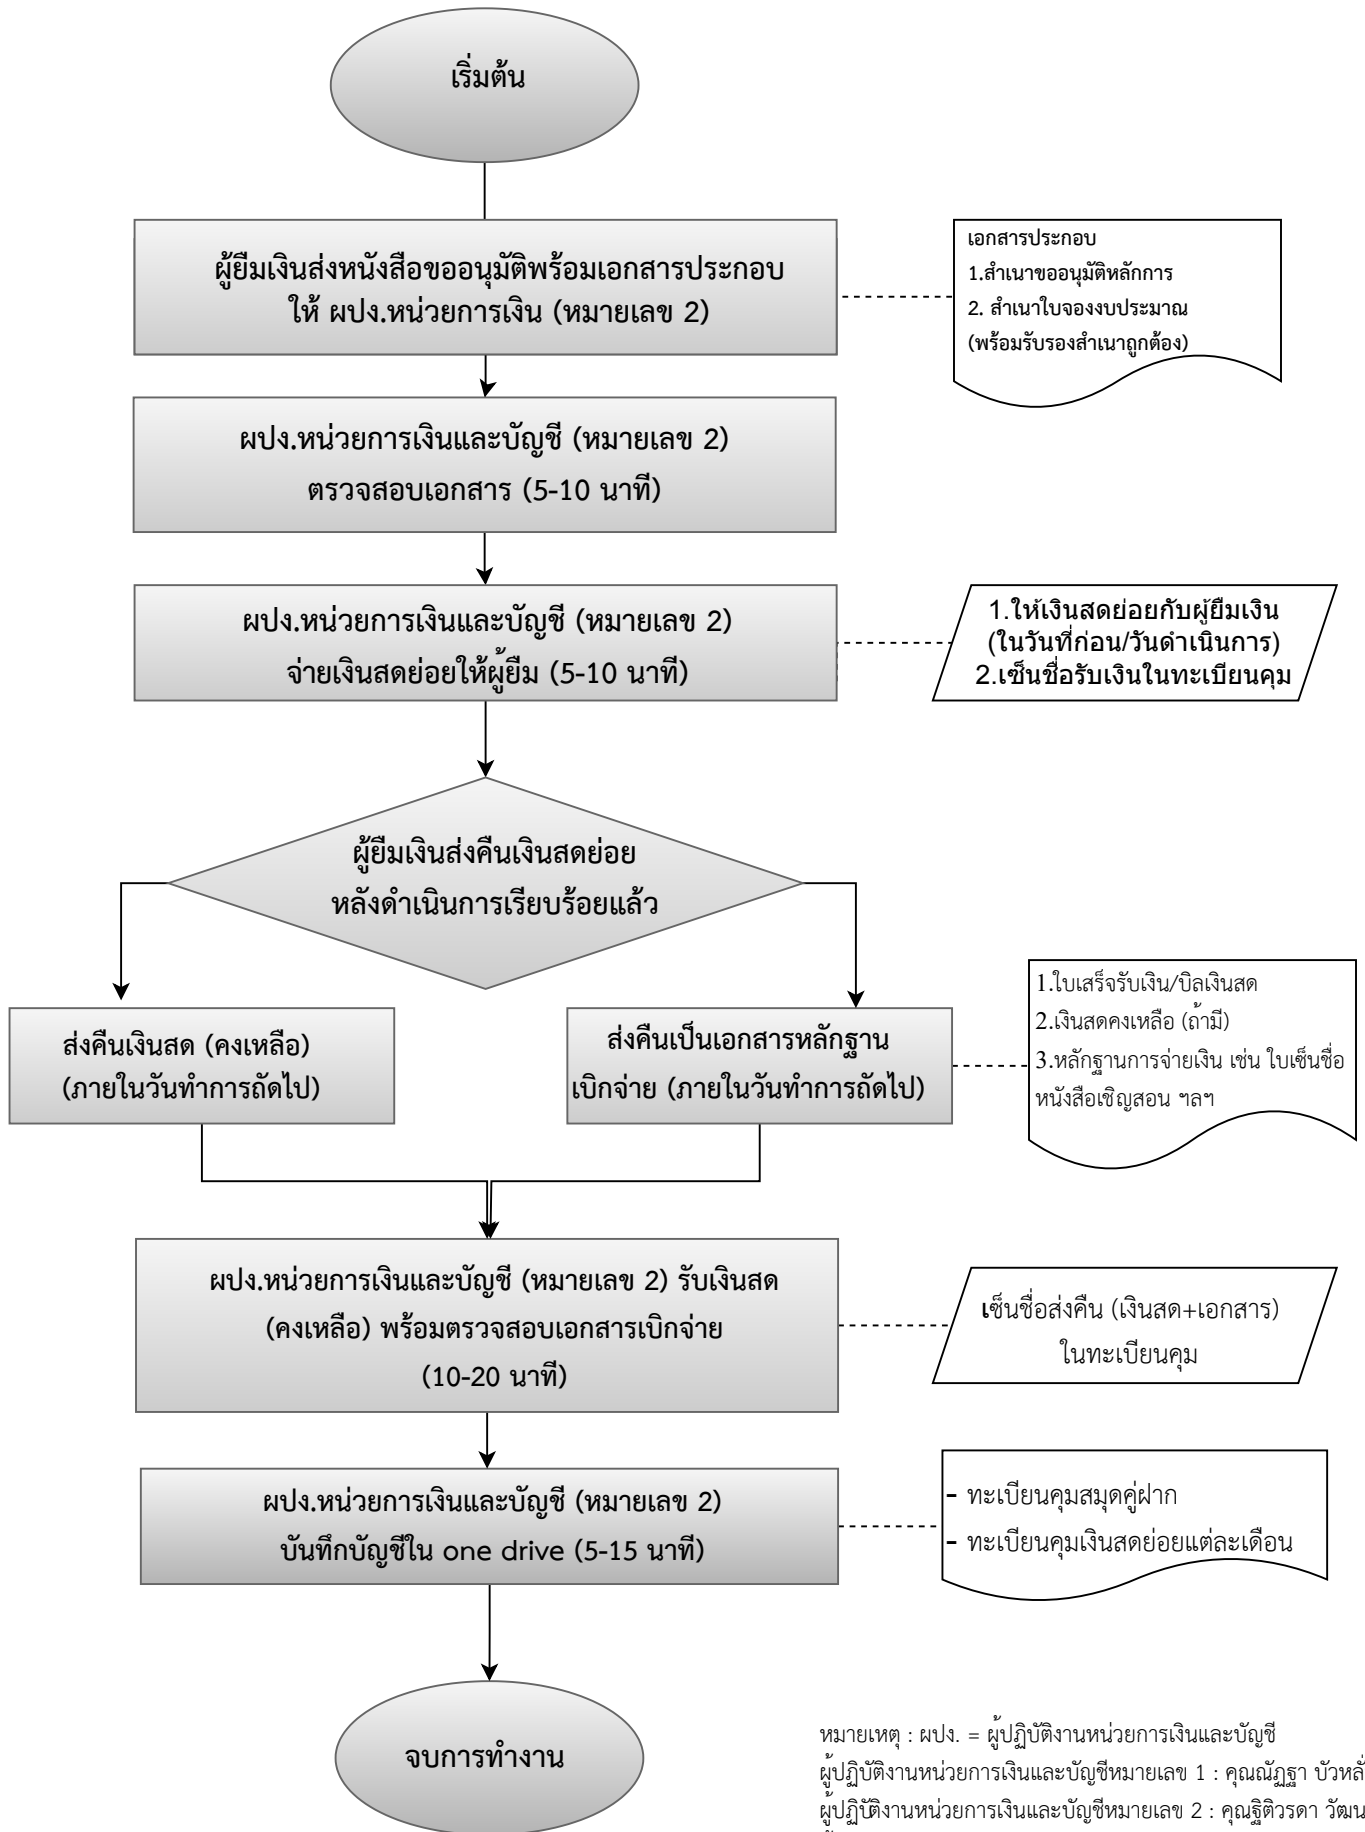 เริ่มต้น
ผู้ยืมเงินส่งหนังสือขออนุมัติพร้อมเอกสารประกอบ
ให้ ผปง.หน่วยการเงิน (หมายเลข 2)
เอกสารประกอบ
1.สำเนาขออนุมัติหลักการ
2. สำเนาใบจองงบประมาณ
(พร้อมรับรองสำเนาถูกต้อง)
ผปง.หน่วยการเงินและบัญชี (หมายเลข 2)
ตรวจสอบเอกสาร (5-10 นาที)
ผปง.หน่วยการเงินและบัญชี (หมายเลข 2)
จ่ายเงินสดย่อยให้ผู้ยืม (5-10 นาที)
1.ให้เงินสดย่อยกับผู้ยืมเงิน
(ในวันที่ก่อน/วันดำเนินการ)
2.เซ็นชื่อรับเงินในทะเบียนคุม
ผู้ยืมเงินส่งคืนเงินสดย่อย
หลังดำเนินการเรียบร้อยแล้ว
ส่งคืนเงินสด (คงเหลือ)
(ภายในวันทำการถัดไป)
ส่งคืนเป็นเอกสารหลักฐาน
เบิกจ่าย (ภายในวันทำการถัดไป)
1.ใบเสร็จรับเงิน/บิลเงินสด
2.เงินสดคงเหลือ (ถ้ามี)
3.หลักฐานการจ่ายเงิน เช่น ใบเซ็นชื่อ
หนังสือเชิญสอน ฯลฯ
ผปง.หน่วยการเงินและบัญชี (หมายเลข 2) รับเงินสด
(คงเหลือ) พร้อมตรวจสอบเอกสารเบิกจ่าย
(10-20 นาที)
เซ็นชื่อส่งคืน (เงินสด+เอกสาร)
ในทะเบียนคุม
ผปง.หน่วยการเงินและบัญชี (หมายเลข 2)
บันทึกบัญชีใน one drive (5-15 นาที)
- ทะเบียนคุมสมุดคู่ฝาก
- ทะเบียนคุมเงินสดย่อยแต่ละเดือน
จบการทำงาน
หมายเหตุ : ผปง. = ผู้ปฏิบัติงานหน่วยการเงินและบัญชี
ผู้ปฏิบัติงานหน่วยการเงินและบัญชีหมายเลข 1 : คุณณัฏฐา
ผู้ปฏิบัติงานหน่วยการเงินและบัญชีหมายเลข 2 : คุณฐิติวรดา